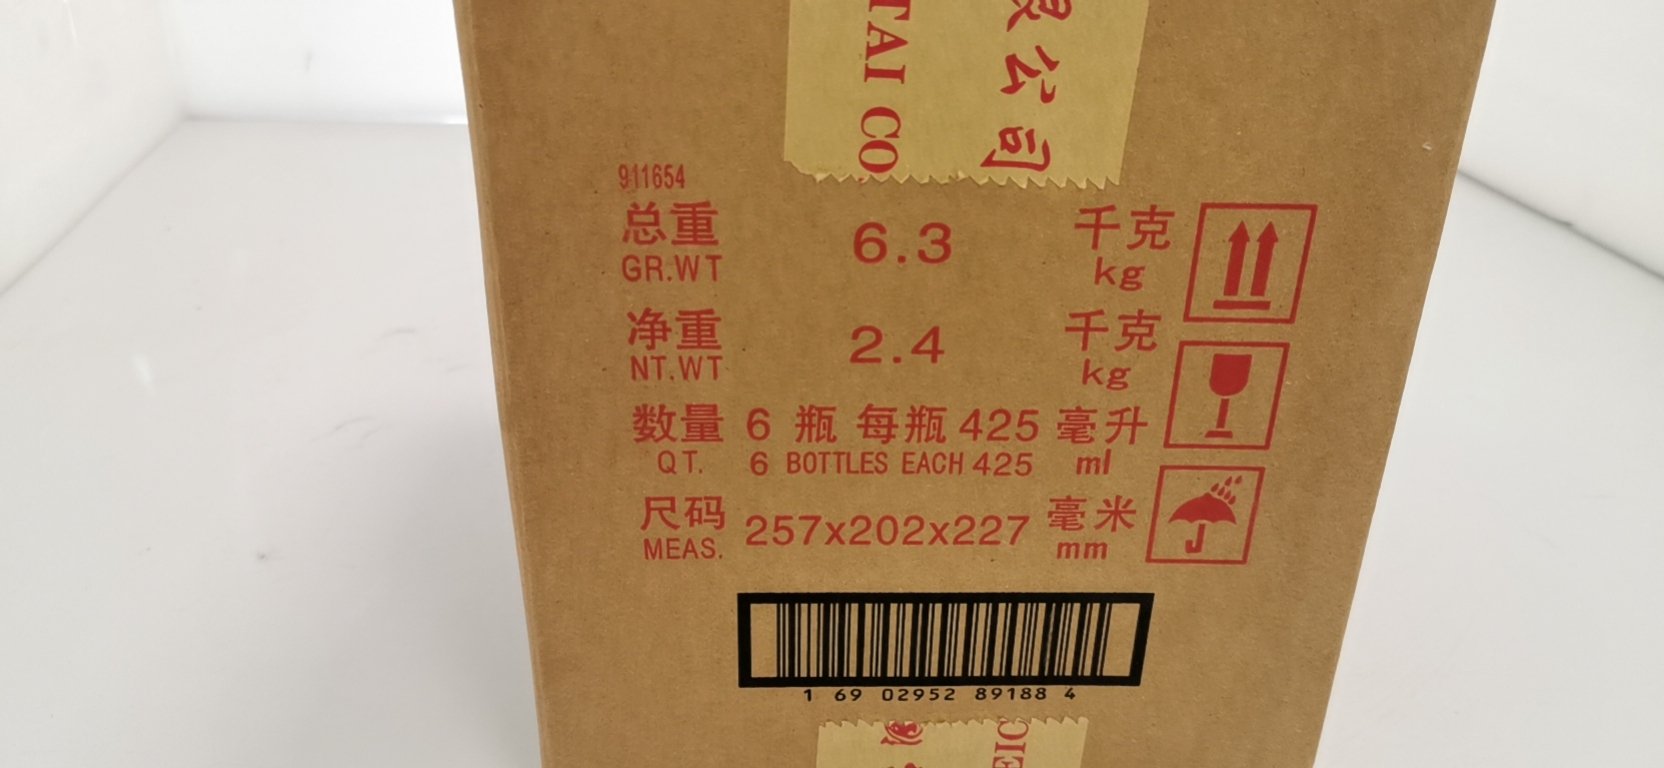 限公司
TAI CO
911654
总重 6.3 千克
GR.WT kg
净重 2.4 千克
NT.WT kg
数量 6 瓶 每瓶 425 毫升
QT. 6 BOTTLES EACH 425 ml
尺码 257x202x227 毫米
MEAS. mm
1 69 02952 89188 4
EIC